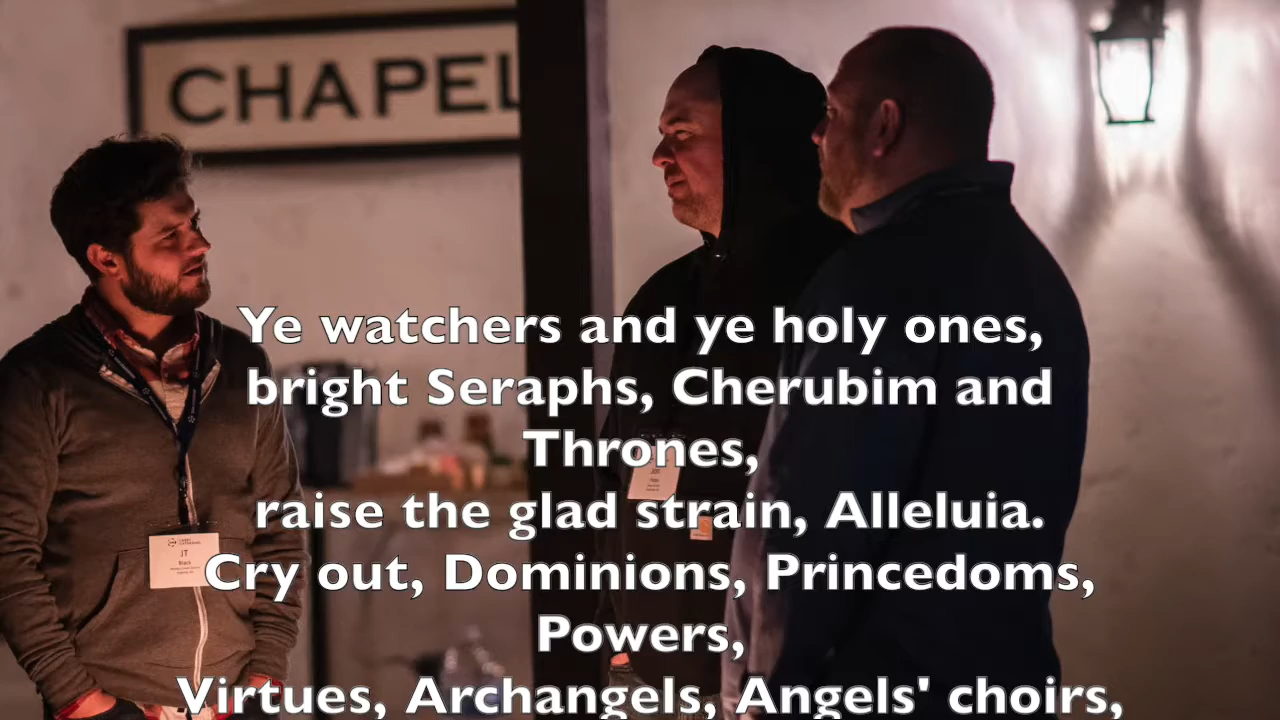 CHAPEL
Ye watchers and ye holy ones,
bright Seraphs, Cherubim and
Thrones,
raise the glad strain, Alleluia.
Cry out, Dominions, Princedoms,
Powers,
Virtues, Archangels, Angels' choirs,
JT